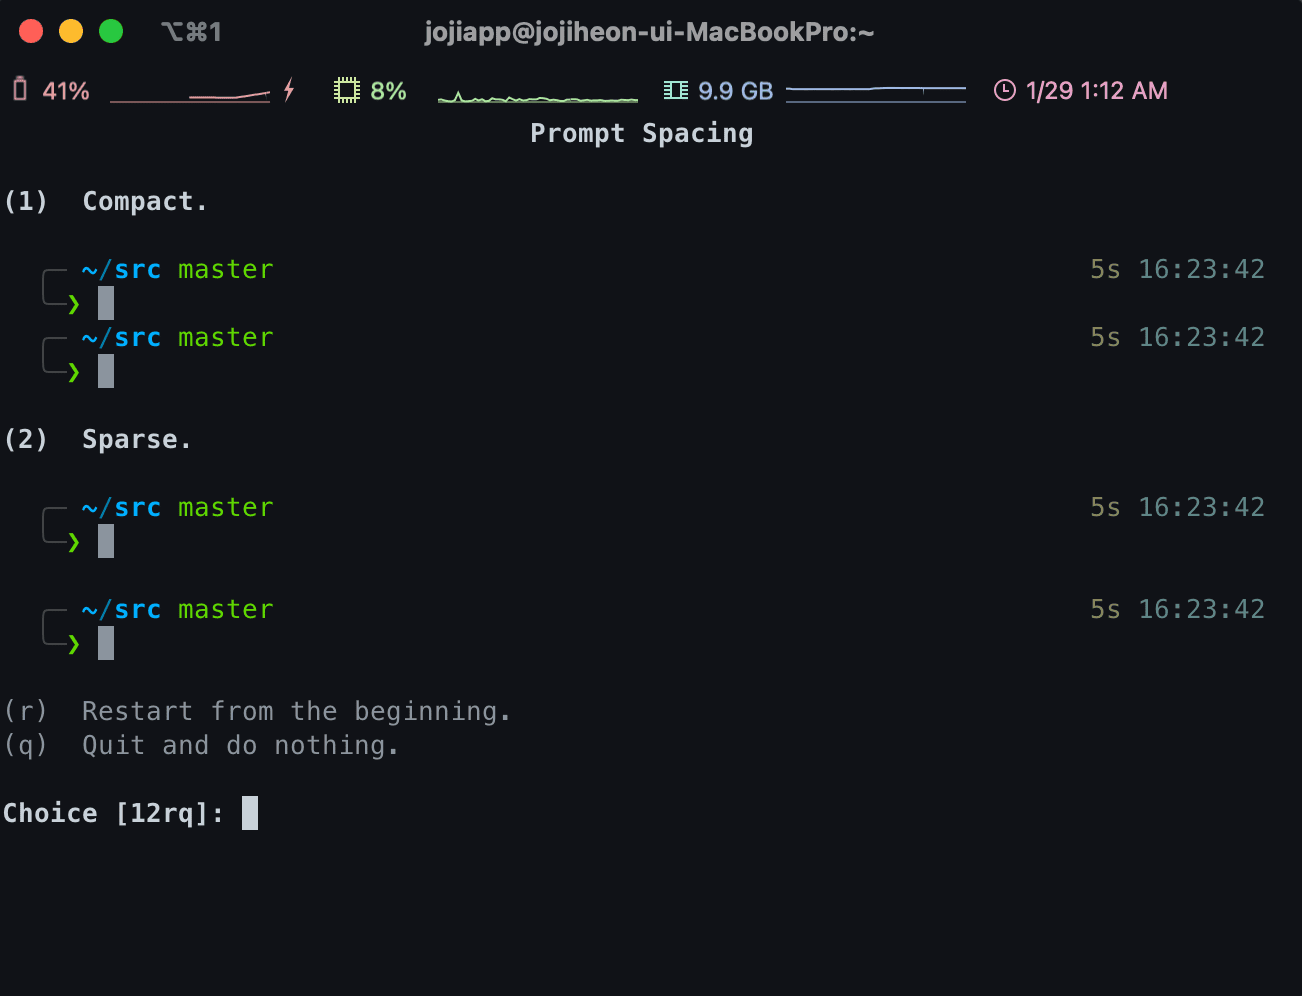 ⌥⌘1 jojiapp@jojiheon-ui-MacBookPro:~
41% 8% 9.9 GB 1/29 1:12 AM
Prompt Spacing
(1) Compact.
~/src master 5s 16:23:42
❯
~/src master 5s 16:23:42
❯
(2) Sparse.
~/src master 5s 16:23:42
❯
~/src master 5s 16:23:42
❯
(r) Restart from the beginning.
(q) Quit and do nothing.
Choice [12rq]: